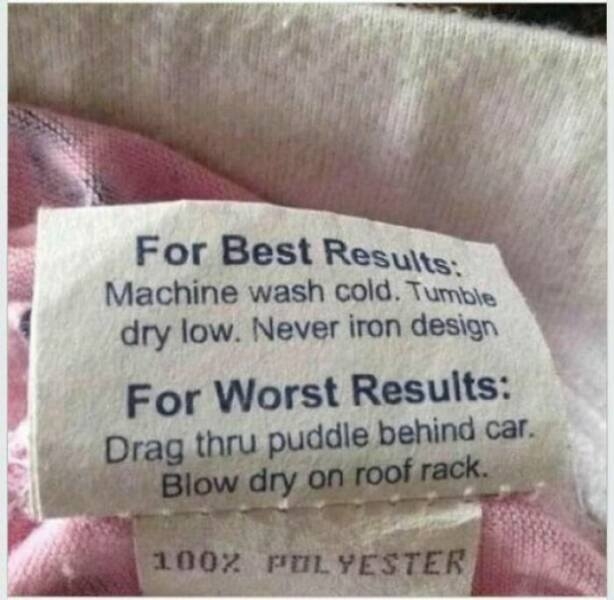 For Best Results:
Machine wash cold. Tumble
dry low. Never iron design
For Worst Results:
Drag thru puddle behind car.
Blow dry on roof rack.
100% POLYESTER